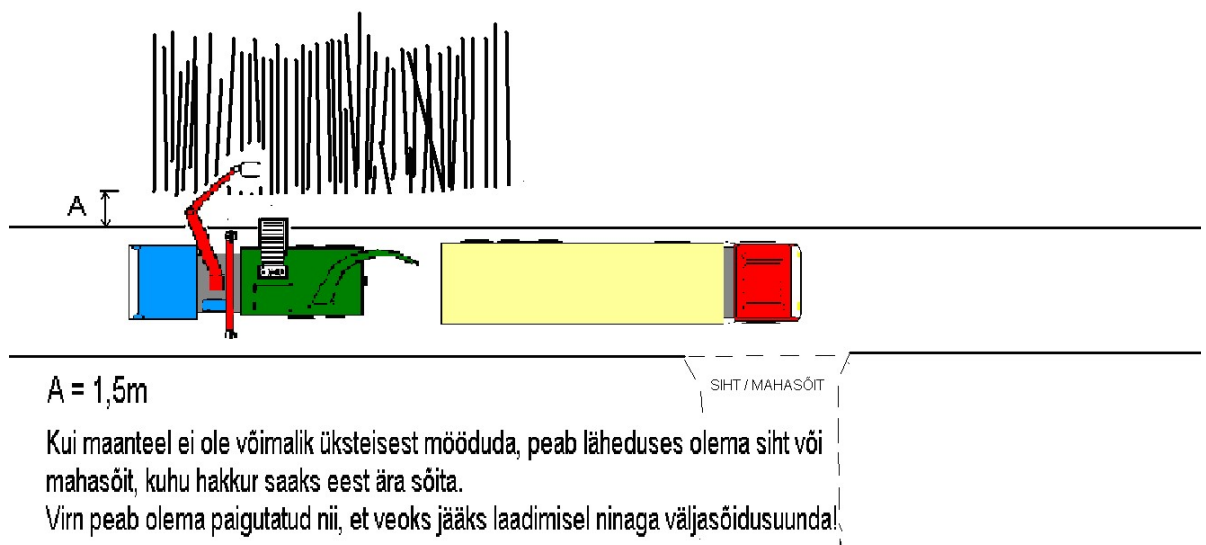 A
SIHT / MAHASÕIT
A = 1,5m
Kui maanteel ei ole võimalik üksteisest mööduda, peab läheduses olema siht või
mahasõit, kuhu hakkur saaks eest ära sõita.
Virn peab olema paigutatud nii, et veoks jääks laadimisel ninaga väljasõidusuunda!